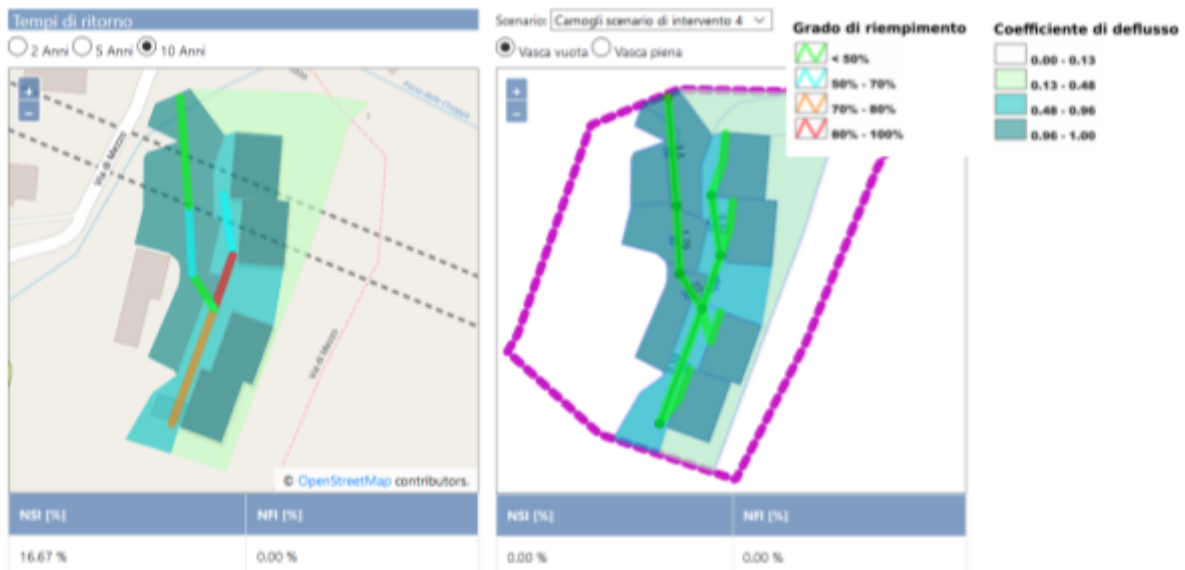 Tempi di ritorno
2 Anni 5 Anni 10 Anni
+
−
Via di Mezzo
Via di Mezzo
© OpenStreetMap contributors.
NSI [%] NFI [%]
16.67 % 0.00 %
Scenario: Camogli scenario di intervento 4
Vasca vuota Vasca piena
+
−
Grado di riempimento
< 50%
50% - 70%
70% - 80%
80% - 100%
Coefficiente di deflusso
0.00 - 0.13
0.13 - 0.48
0.48 - 0.96
0.96 - 1.00
NSI [%] NFI [%]
0.00 % 0.00 %